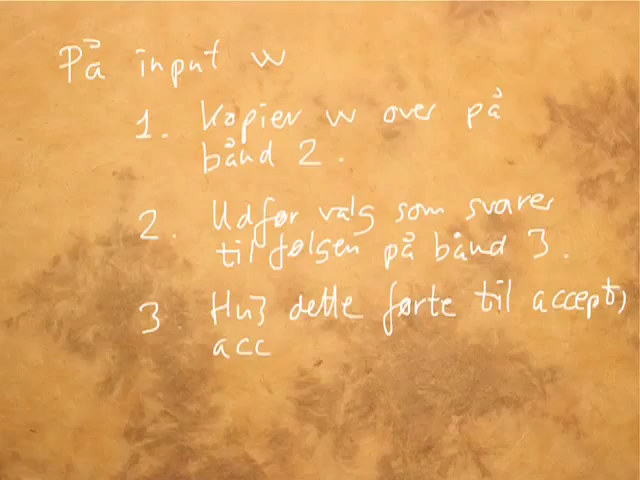 På input w
1. Kopier w over på
bånd 2.
2. Udfør valg som svarer
til følgen på bånd 3.
3. Hvis dette førte til accept,
acc